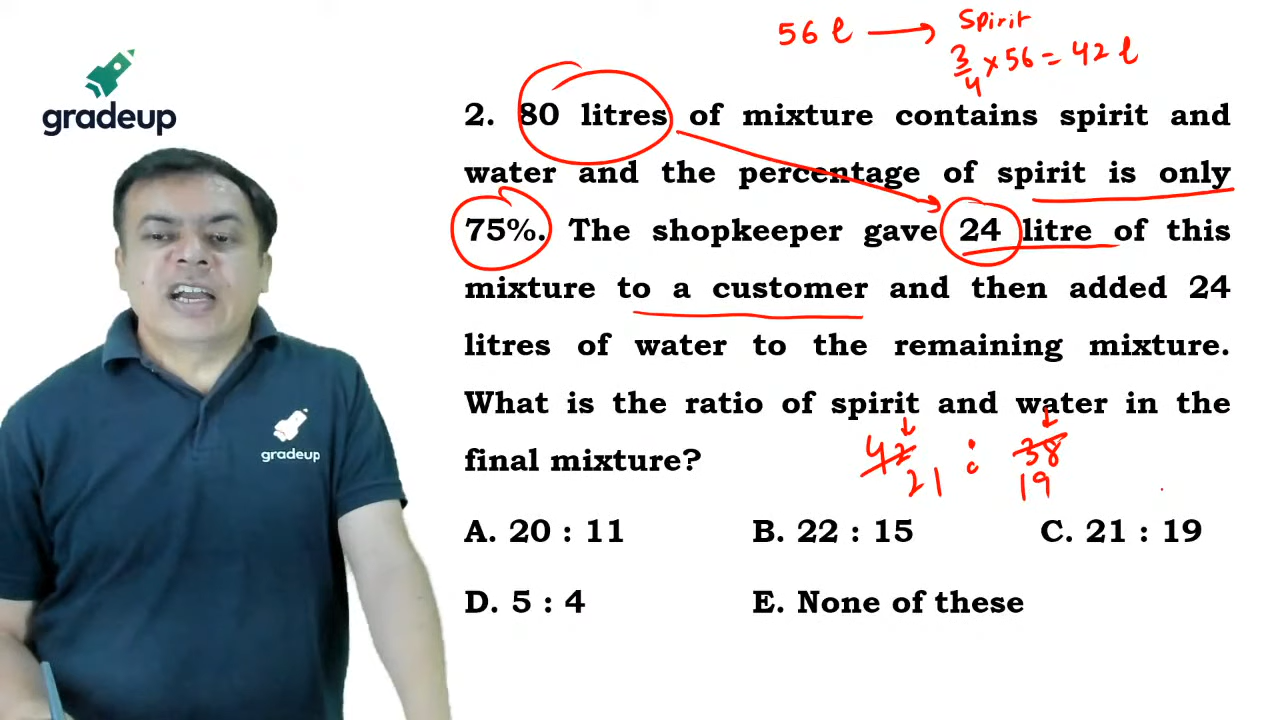 56 l → Spirit
3/4 × 56 = 42 l
gradeup
2. 80 litres of mixture contains spirit and
water and the percentage of spirit is only
75%. The shopkeeper gave 24 litre of this
mixture to a customer and then added 24
litres of water to the remaining mixture.
What is the ratio of spirit and water in the
final mixture?
42 : 38
21 19
gradeup
A. 20 : 11 B. 22 : 15 C. 21 : 19
D. 5 : 4 E. None of these